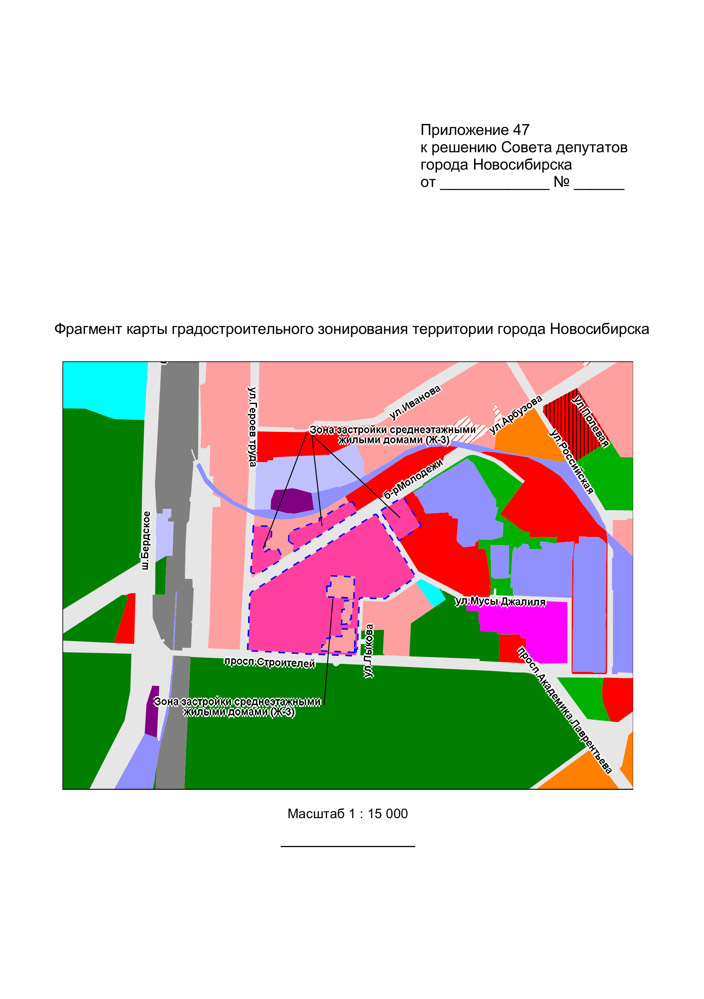 Приложение 47
к решению Совета депутатов
города Новосибирска
от _____________ № ______
Фрагмент карты градостроительного зонирования территории города Новосибирска
ул.Героев труда
ул.Иванова
ул.Арбузова
ул.Полевая
Зона застройки среднеэтажными
жилыми домами (Ж-3)
ул.Российская
б-рМолодежи
ш.Бердское
ул.Мусы Джалиля
ул.Лыкова
просп.Строителей
просп.Академика Лаврентьева
Зона застройки среднеэтажными
жилыми домами (Ж-3)
Масштаб 1 : 15 000